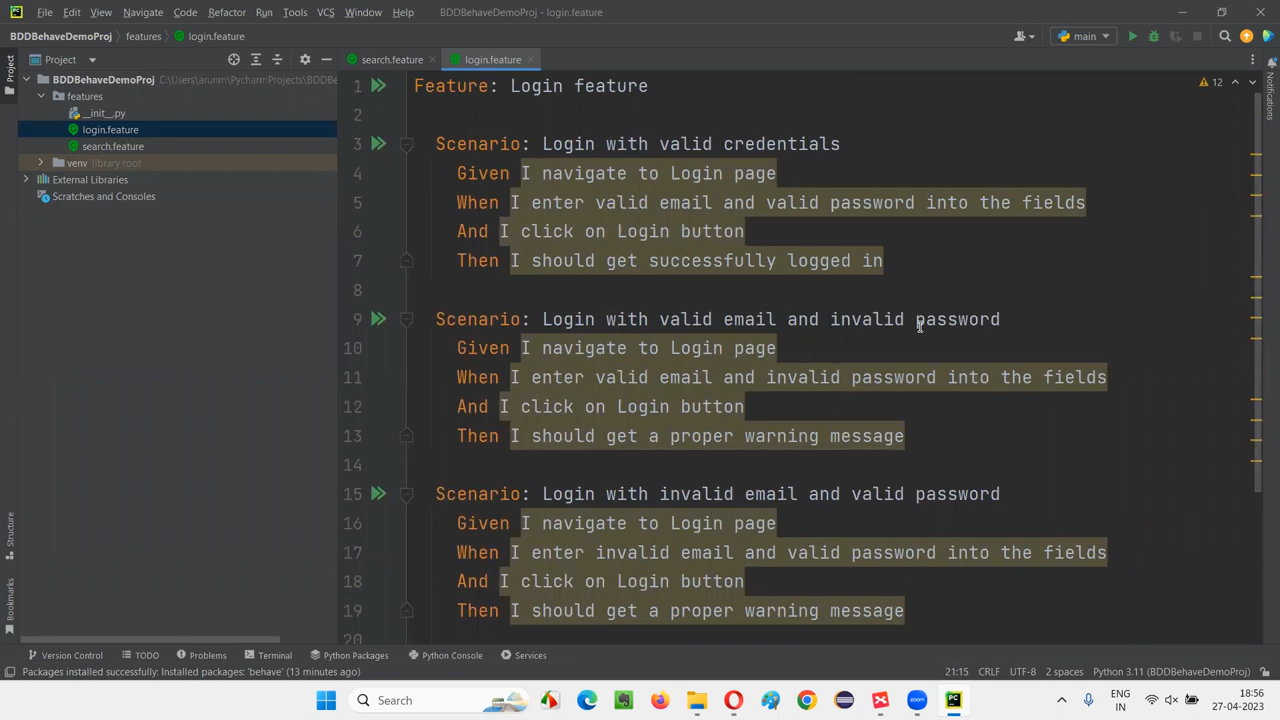 File Edit View Navigate Code Refactor Run Tools VCS Window Help BDDBehaveDemoProj - login.feature
BDDBehaveDemoProj features login.feature main
Project search.feature login.feature
BDDBehaveDemoProj C:\Users\arunm\PycharmProjects\BDDBe
features
__init__.py
login.feature
search.feature
venv library root
External Libraries
Scratches and Consoles
12
1 Feature: Login feature
2
3 Scenario: Login with valid credentials
4 Given I navigate to Login page
5 When I enter valid email and valid password into the fields
6 And I click on Login button
7 Then I should get successfully logged in
8
9 Scenario: Login with valid email and invalid password
10 Given I navigate to Login page
11 When I enter valid email and invalid password into the fields
12 And I click on Login button
13 Then I should get a proper warning message
14
15 Scenario: Login with invalid email and valid password
16 Given I navigate to Login page
17 When I enter invalid email and valid password into the fields
18 And I click on Login button
19 Then I should get a proper warning message
20
Project
Structure
Bookmarks
Notifications
Version Control TODO Problems Terminal Python Packages Python Console Services
Packages installed successfully: Installed packages: 'behave' (13 minutes ago) 21:15 CRLF UTF-8 2 spaces Python 3.11 (BDDBehaveDemoProj)
Search PC ENG 18:56
IN 27-04-2023